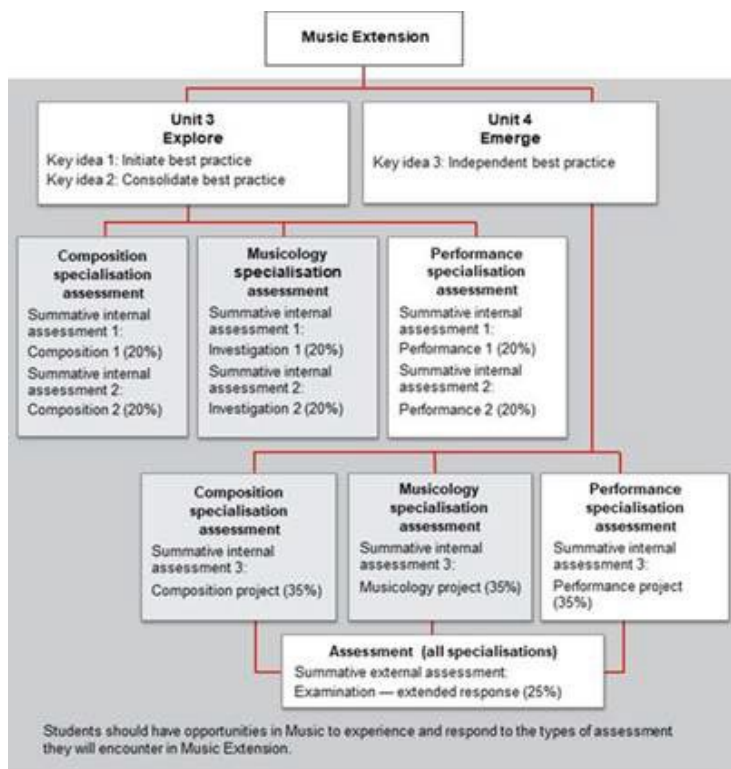 Music Extension
Unit 3
Explore
Key idea 1: Initiate best practice
Key idea 2: Consolidate best practice
Unit 4
Emerge
Key idea 3: Independent best practice
Composition
specialisation
assessment
Summative internal
assessment 1:
Composition 1 (20%)
Summative internal
assessment 2:
Composition 2 (20%)
Musicology
specialisation
assessment
Summative internal
assessment 1:
Investigation 1 (20%)
Summative internal
assessment 2:
Investigation 2 (20%)
Performance
specialisation
assessment
Summative internal
assessment 1:
Performance 1 (20%)
Summative internal
assessment 2:
Performance 2 (20%)
Composition
specialisation
assessment
Summative internal
assessment 3:
Composition project (35%)
Musicology
specialisation
assessment
Summative internal
assessment 3:
Musicology project (35%)
Performance
specialisation
assessment
Summative internal
assessment 3:
Performance project
(35%)
Assessment (all specialisations)
Summative external assessment:
Examination — extended response (25%)
Students should have opportunities in Music to experience and respond to the types of assessment
they will encounter in Music Extension.